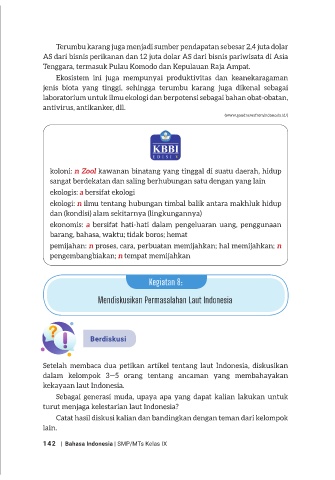 Terumbu karang juga menjadi sumber pendapatan sebesar 2,4 juta dolar
AS dari bisnis perikanan dan 12 juta dolar AS dari bisnis pariwisata di Asia
Tenggara, termasuk Pulau Komodo dan Kepulauan Raja Ampat.
Ekosistem ini juga mempunyai produktivitas dan keanekaragaman
jenis biota yang tinggi, sehingga terumbu karang juga dikenal sebagai
laboratorium untuk ilmu ekologi dan berpotensi sebagai bahan obat-obatan,
antivirus, antikanker, dll.
KBBI
EDISI V
koloni: n Zool kawanan binatang yang tinggal di suatu daerah, hidup
sangat berdekatan dan saling berhubungan satu dengan yang lain
ekologis: a bersifat ekologi
ekologi: n ilmu tentang hubungan timbal balik antara makhluk hidup
dan (kondisi) alam sekitarnya (lingkungannya)
ekonomis: a bersifat hati-hati dalam pengeluaran uang, penggunaan
barang, bahasa, waktu; tidak boros; hemat
pemijahan: n proses, cara, perbuatan memijahkan; hal memijahkan; n
pengembangbiakan; n tempat memijahkan
Kegiatan 8:
Mendiskusikan Permasalahan Laut Indonesia
Berdiskusi
Setelah membaca dua petikan artikel tentang laut Indonesia, diskusikan
dalam kelompok 3—5 orang tentang ancaman yang membahayakan
kekayaan laut Indonesia.
Sebagai generasi muda, upaya apa yang dapat kalian lakukan untuk
turut menjaga kelestarian laut Indonesia?
Catat hasil diskusi kalian dan bandingkan dengan teman dari kelompok
lain.
142 | Bahasa Indonesia | SMP/MTs Kelas IX